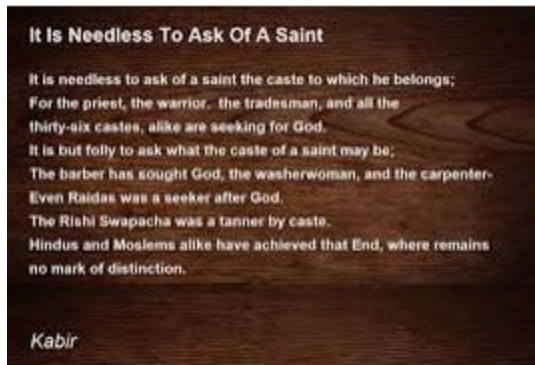 It Is Needless To Ask Of A Saint
It is needless to ask of a saint the caste to which he belongs;
For the priest, the warrior. the tradesman, and all the
thirty-six castes, alike are seeking for God.
It is but folly to ask what the caste of a saint may be;
The barber has sought God, the washerwoman, and the carpenter-
Even Raidas was a seeker after God.
The Rishi Swapacha was a tanner by caste.
Hindus and Moslems alike have achieved that End, where remains
no mark of distinction.
Kabir